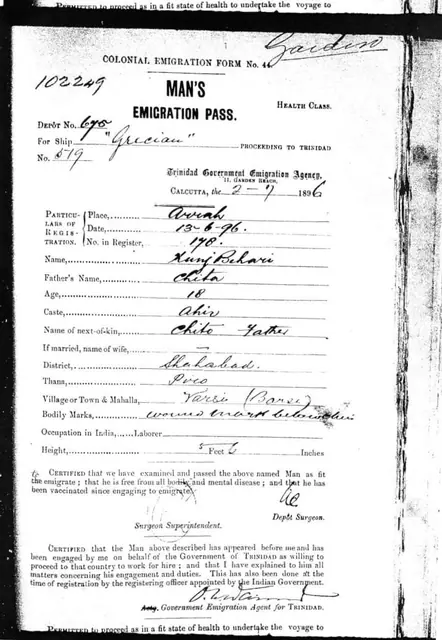 PERMITTED to proceed as in a fit state of health to undertake the voyage to
COLONIAL EMIGRATION FORM NO. 44.
102249
MAN'S
EMIGRATION PASS.
HEALTH CLASS.
DEPÔT NO. 675
For Ship "Grecian"
PROCEEDING TO TRINIDAD
No. 519
Trinidad Government Emigration Agency,
11, GARDEN REACH,
CALCUTTA, the 2-7 1896
PARTICULARS OF REGISTRATION.
Place, Arrah
Date, 13-6-96.
No. in Register, 178.
Name, Kunj Behari
Father's Name, Chita
Age, 18
Caste, Ahir
Name of next-of-kin, Chito Father
If married, name of wife, —
District, Shahabad.
Thana, Piro
Village or Town & Mahalla, (Barsi)
Bodily Marks, wound mark below
Occupation in India, Laborer
Height, 5 Feet 6 Inches
CERTIFIED that we have examined and passed the above named Man as fit
to emigrate; that he is free from all bodily and mental disease; and that he
has been vaccinated since engaging to emigrate.
Depôt Surgeon.
Surgeon Superintendent.
CERTIFIED that the Man above described has appeared before me and has
been engaged by me on behalf of the Government of TRINIDAD as willing to
proceed to that country to work for hire; and that I have explained to him all
matters concerning his engagement and duties. This has also been done at the
time of registration by the registering officer appointed by the Indian Government.
Government Emigration Agent for TRINIDAD.
PERMITTED to proceed as in a fit state of health to undertake the voyage to